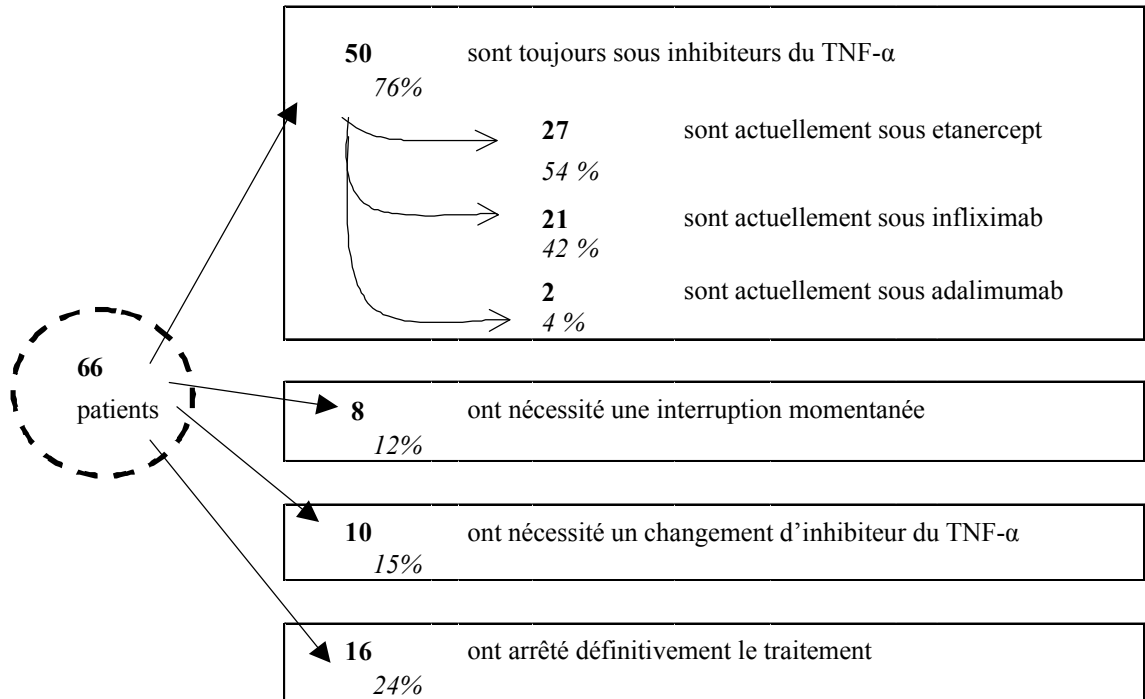 50 sont toujours sous inhibiteurs du TNF-α
76%
27 sont actuellement sous etanercept
54 %
21 sont actuellement sous infliximab
42 %
2 sont actuellement sous adalimumab
4 %
66
patients
8 ont nécessité une interruption momentanée
12%
10 ont nécessité un changement d’inhibiteur du TNF-α
15%
16 ont arrêté définitivement le traitement
24%